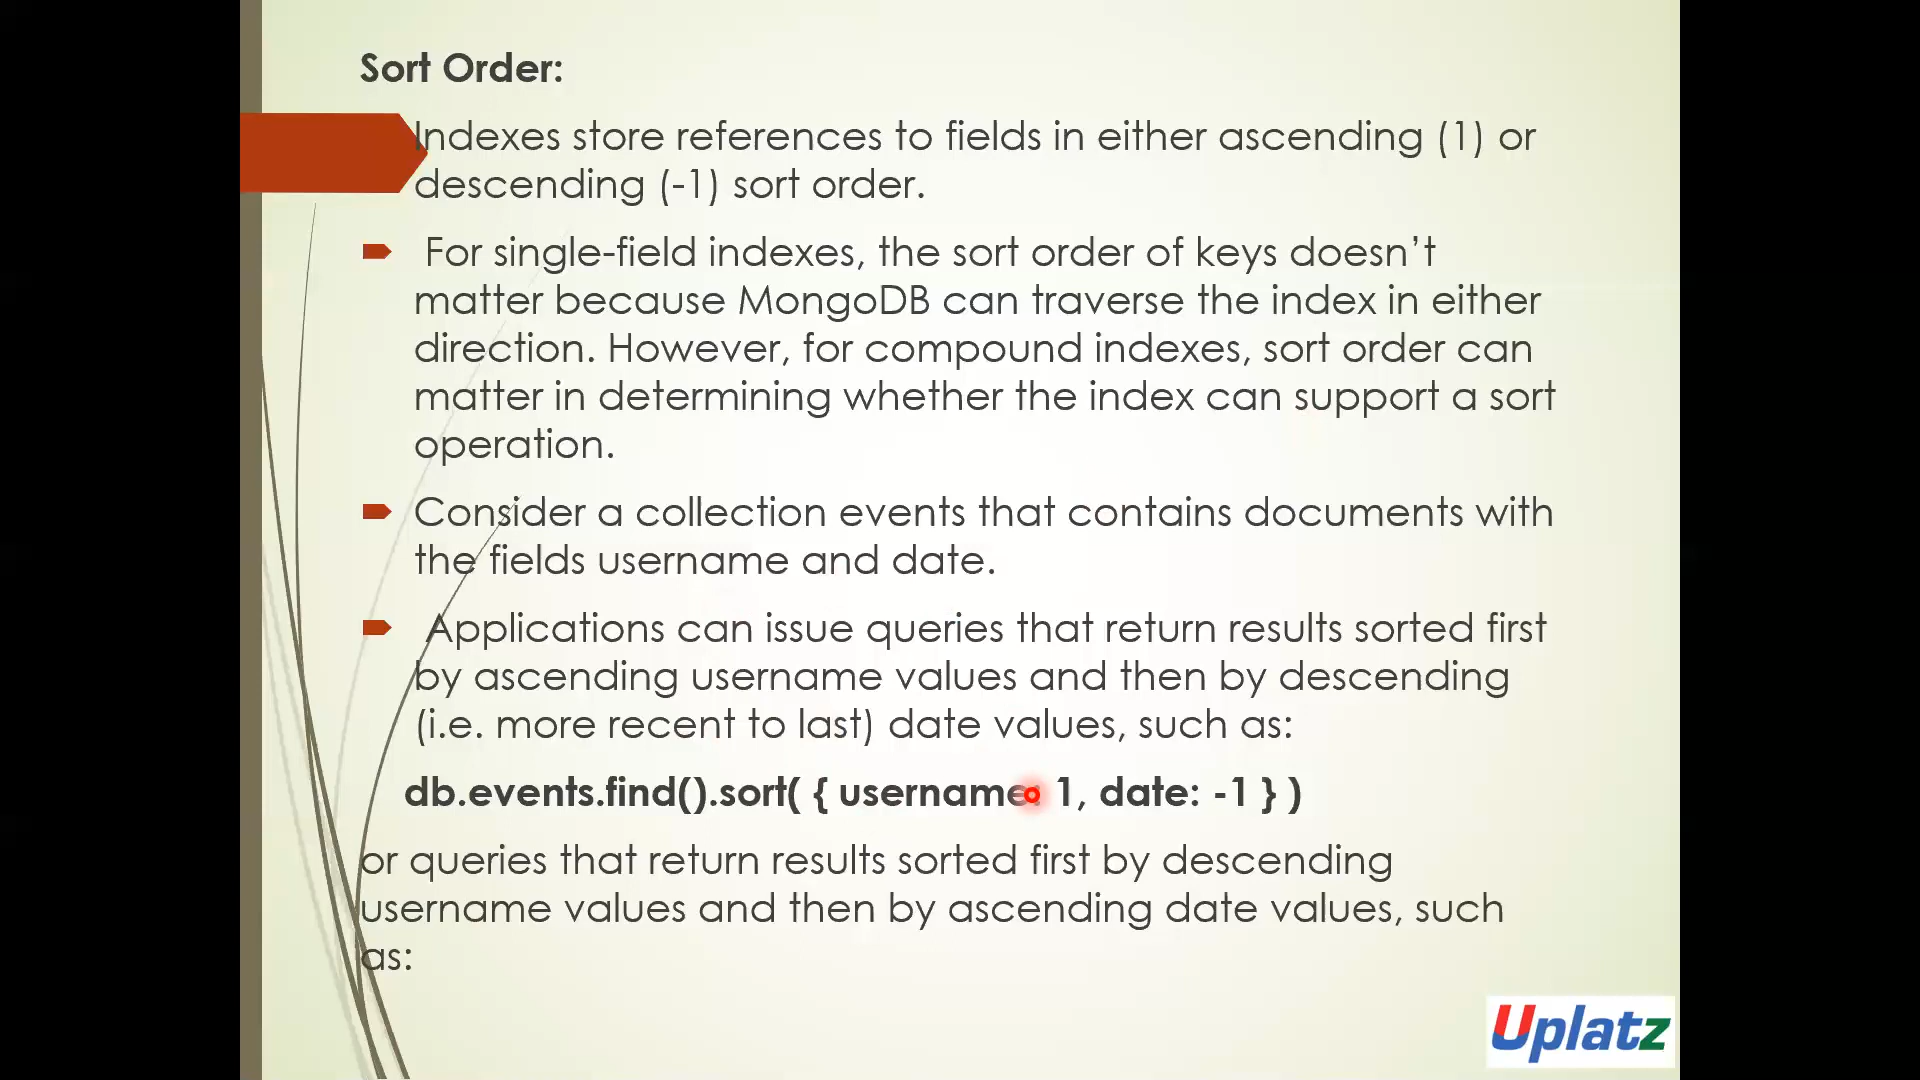 Sort Order:
Indexes store references to fields in either ascending (1) or
descending (-1) sort order.
For single-field indexes, the sort order of keys doesn’t
matter because MongoDB can traverse the index in either
direction. However, for compound indexes, sort order can
matter in determining whether the index can support a sort
operation.
Consider a collection events that contains documents with
the fields username and date.
Applications can issue queries that return results sorted first
by ascending username values and then by descending
(i.e. more recent to last) date values, such as:
db.events.find().sort( { username: 1, date: -1 } )
or queries that return results sorted first by descending
username values and then by ascending date values, such
as:
Uplatz